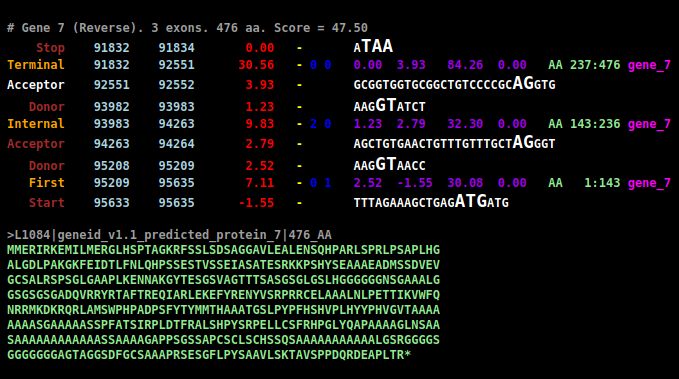 # Gene 7 (Reverse). 3 exons. 476 aa. Score = 47.50
Stop 91832 91834 0.00 - ATAA
Terminal 91832 92551 30.56 - 0 0 0.00 3.93 84.26 0.00 AA 237:476 gene_7
Acceptor 92551 92552 3.93 - GCGGTGGTGCGGCTGTCCCCGCAGGTG
Donor 93982 93983 1.23 - AAGGTATCT
Internal 93983 94263 9.83 - 2 0 1.23 2.79 32.30 0.00 AA 143:236 gene_7
Acceptor 94263 94264 2.79 - AGCTGTGAACTGTTTGTTTGCTAGGGT
Donor 95208 95209 2.52 - AAGGTAACC
First 95209 95635 7.11 - 0 1 2.52 -1.55 30.08 0.00 AA 1:143 gene_7
Start 95633 95635 -1.55 - TTTAGAAAGCTGAGATGATG
>L1084|geneid_v1.1_predicted_protein_7|476_AA
MMERIRKEMILMERGLHSPTAGKRFSSLSDSAGGAVLEALENSQHPARLSPRLPSAPLHG
ALGDLPAKGKFEIDTLFNLQHPSSESTVSSEIASATESRKKPSHYSEAAAEADMSSDVEV
GCSALRSPSGLGAAPLKENNAKGYTESGSVAGTTTSASGSGLGSLHGGGGGGNSGAAALG
GSGSGSGADQVRRYRTAFTREQIARLEKEFYRENYVSRPRRCELAAALNLPETTIKVWFQ
NRRMKDKRQRLAMSWPHPADPSFYTYMMTHAAATGSLPYPFHSHVPLHYYPHVGVTAAAA
AAAASGAAAAASSPFATSIRPLDTFRALSHPYSRPELLCSFRHPGLYQAPAAAAGLNSAA
SAAAAAAAAAAAASSAAAAGAPPSGSSAPCSCLSCHSSQSAAAAAAAAAAALGSRGGGGS
GGGGGGGAGTAGGSDFGCSAAAPRSESGFLPYSAAVLSKTAVSPPDQRDEAPLTR*